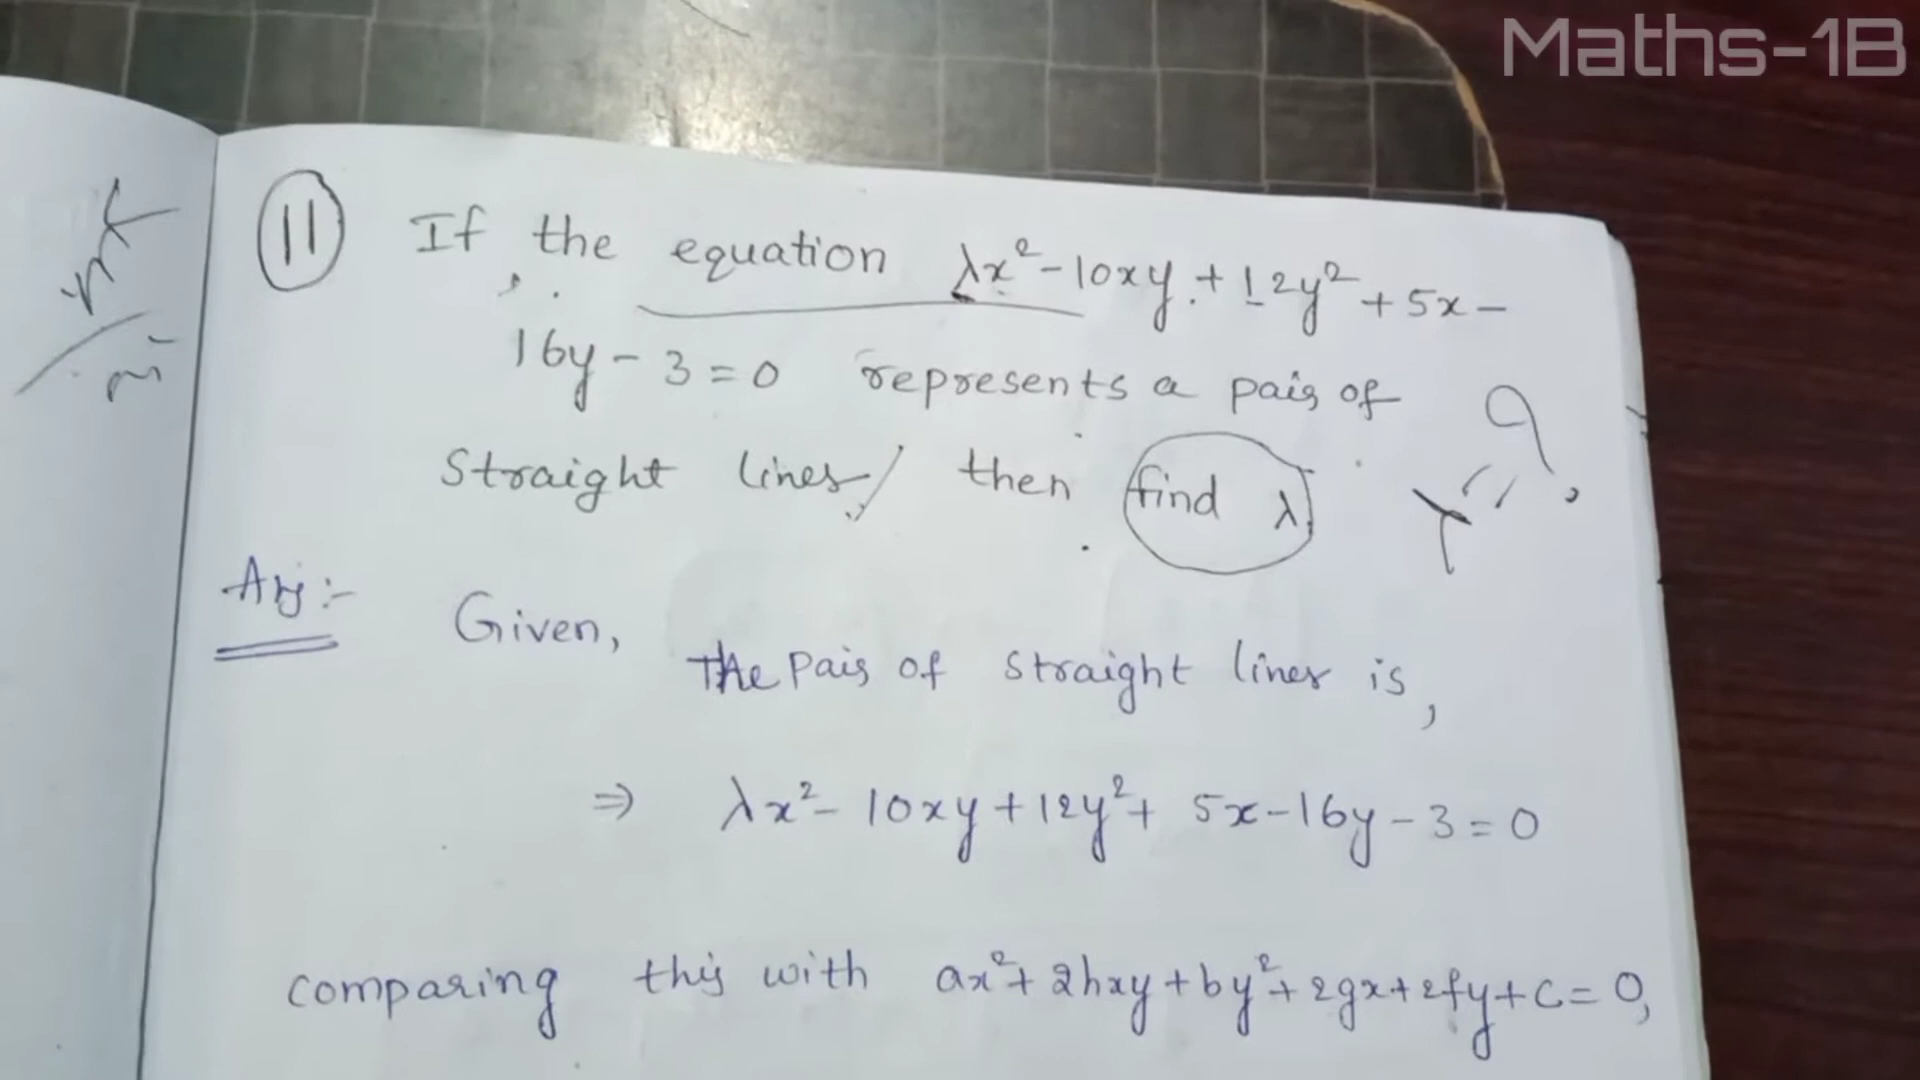 Maths-1B
11 If the equation λx²-10xy+12y²+5x-
16y-3=0 represents a pair of
straight lines, then find λ
Ans:-
Given,
The pair of straight lines is,
⇒ λx²-10xy+12y²+5x-16y-3=0
comparing this with ax²+2hxy+by²+2gx+2fy+c=0,